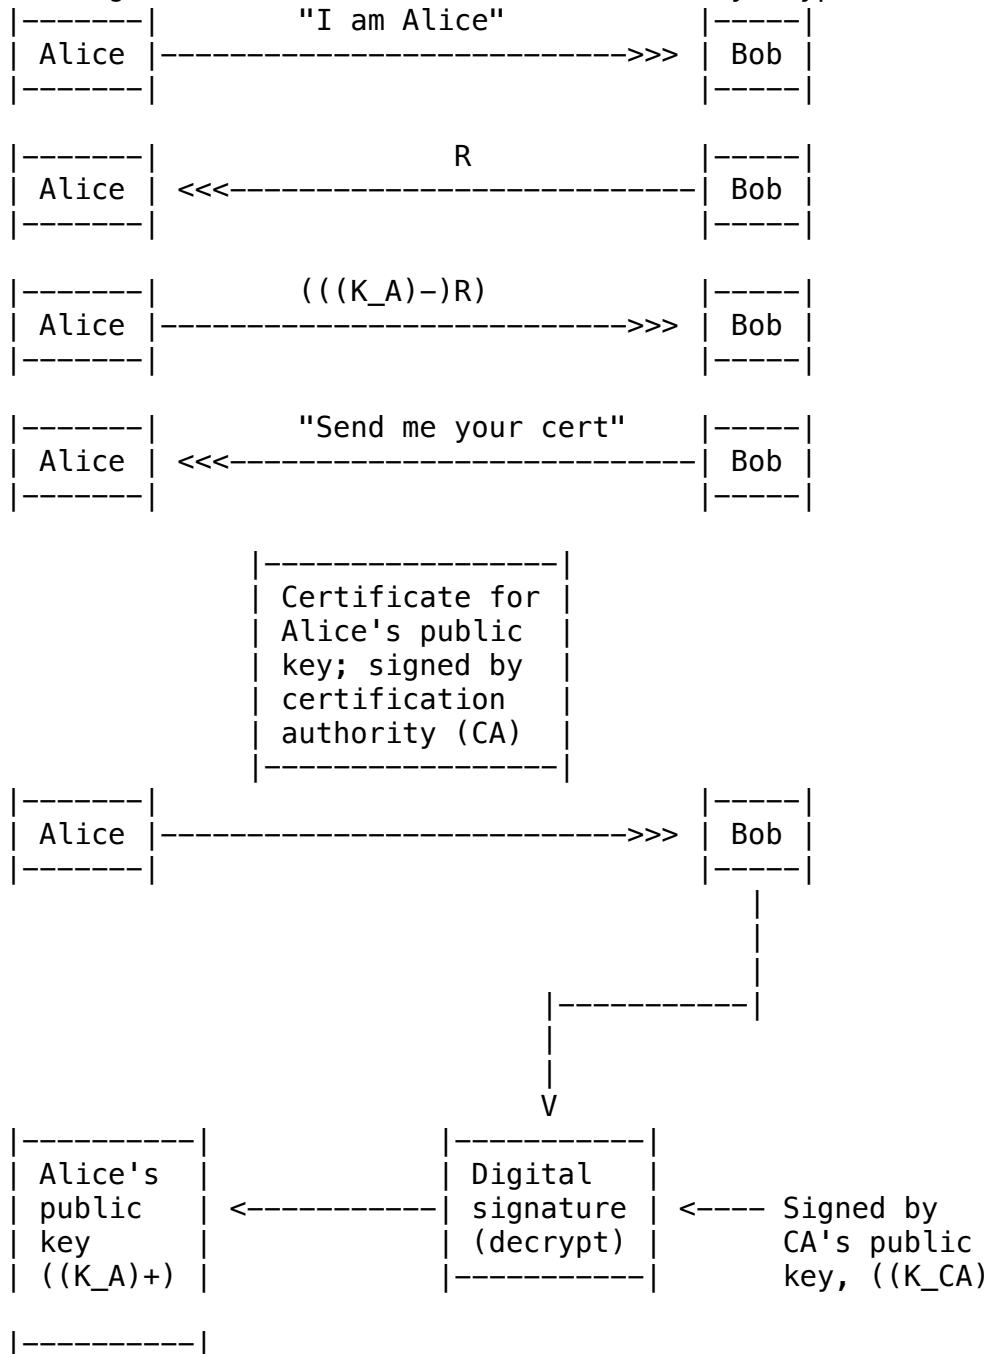 "I am Alice"
|-------| |-----|
| Alice |--------------------------->>> | Bob |
|-------| |-----|
|-------| R |-----|
| Alice | <<<---------------------------| Bob |
|-------| |-----|
|-------| (((K_A)-)R) |-----|
| Alice |--------------------------->>> | Bob |
|-------| |-----|
|-------| "Send me your cert" |-----|
| Alice | <<<---------------------------| Bob |
|-------| |-----|
|-----------------|
| Certificate for |
| Alice's public |
| key; signed by |
| certification |
| authority (CA) |
|-----------------|
|-------| |-----|
| Alice |--------------------------->>> | Bob |
|-------| |-----|
|
|
|
|-----------|
|
|
V
|----------| |-----------|
| Alice's | | Digital |
| public | <-----------| signature | <---- Signed by
| key | | (decrypt) | CA's public
| ((K_A)+) | |-----------| key, ((K_CA)
|----------|